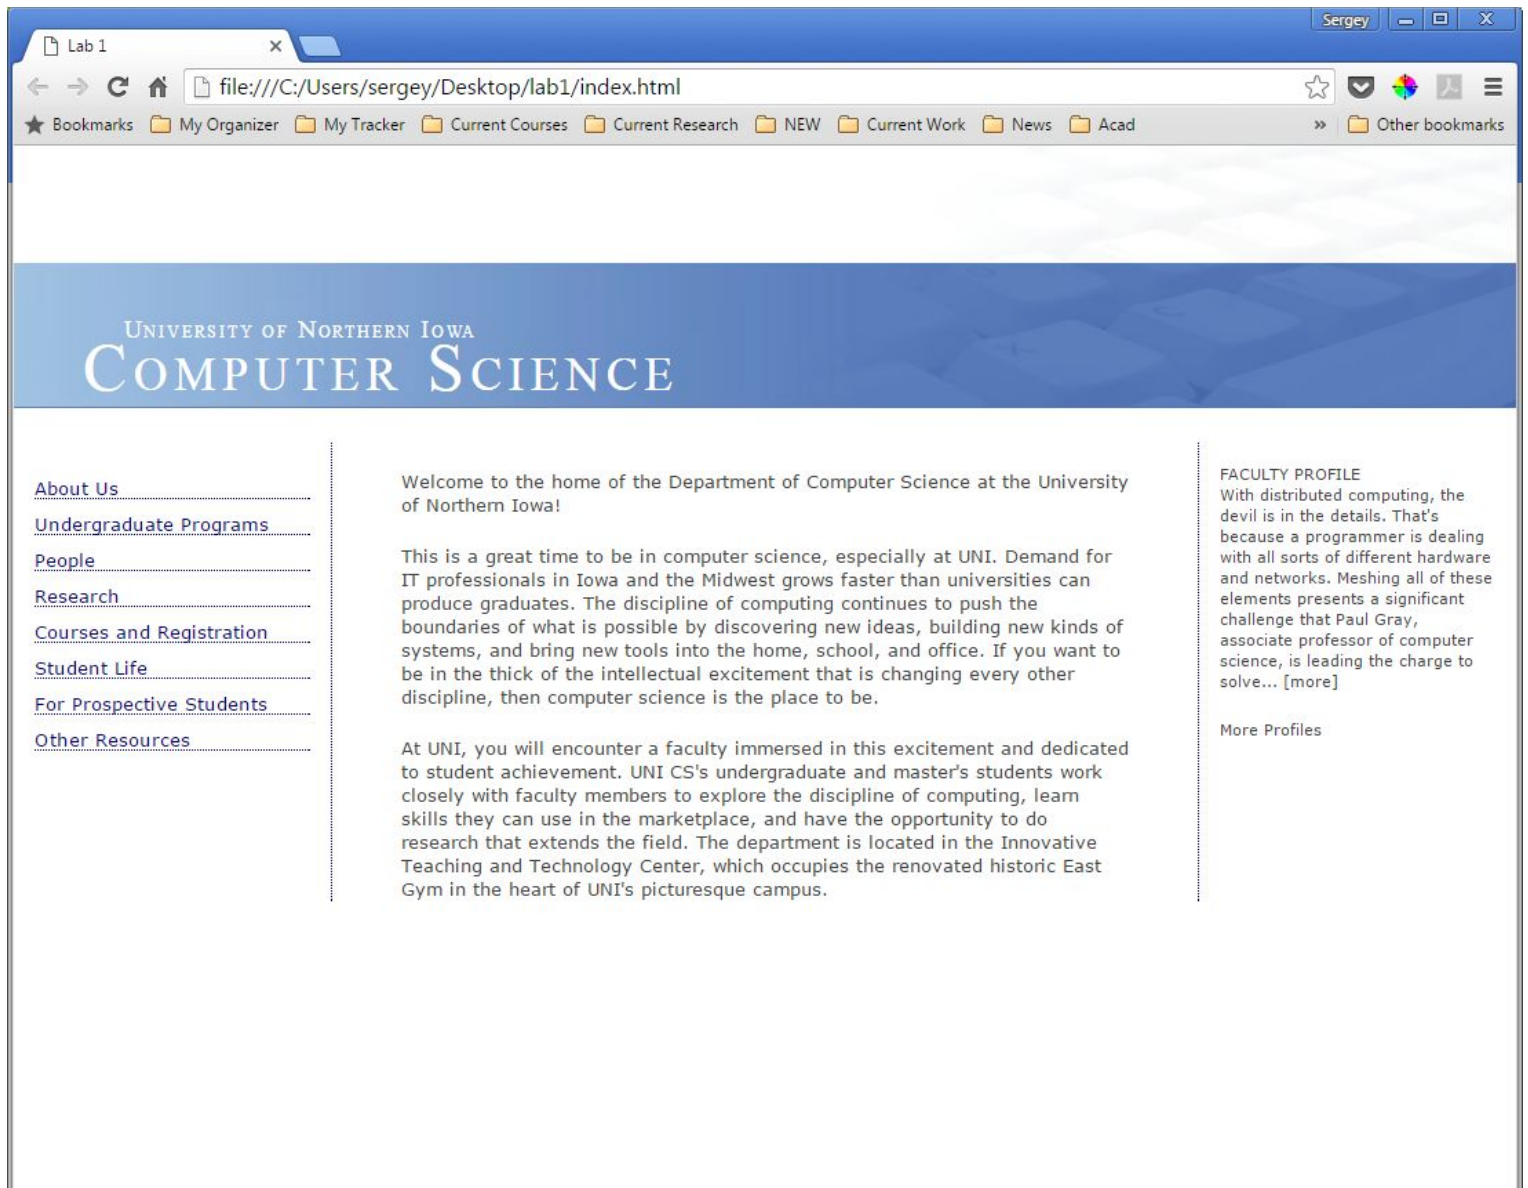 Sergey
Lab 1
file:///C:/Users/sergey/Desktop/lab1/index.html
Bookmarks My Organizer My Tracker Current Courses Current Research NEW Current Work News Acad » Other bookmarks
University of Northern Iowa
Computer Science
About Us
Undergraduate Programs
People
Research
Courses and Registration
Student Life
For Prospective Students
Other Resources
Welcome to the home of the Department of Computer Science at the University
of Northern Iowa!
This is a great time to be in computer science, especially at UNI. Demand for
IT professionals in Iowa and the Midwest grows faster than universities can
produce graduates. The discipline of computing continues to push the
boundaries of what is possible by discovering new ideas, building new kinds of
systems, and bring new tools into the home, school, and office. If you want to
be in the thick of the intellectual excitement that is changing every other
discipline, then computer science is the place to be.
At UNI, you will encounter a faculty immersed in this excitement and dedicated
to student achievement. UNI CS's undergraduate and master's students work
closely with faculty members to explore the discipline of computing, learn
skills they can use in the marketplace, and have the opportunity to do
research that extends the field. The department is located in the Innovative
Teaching and Technology Center, which occupies the renovated historic East
Gym in the heart of UNI's picturesque campus.
FACULTY PROFILE
With distributed computing, the
devil is in the details. That's
because a programmer is dealing
with all sorts of different hardware
and networks. Meshing all of these
elements presents a significant
challenge that Paul Gray,
associate professor of computer
science, is leading the charge to
solve... [more]
More Profiles